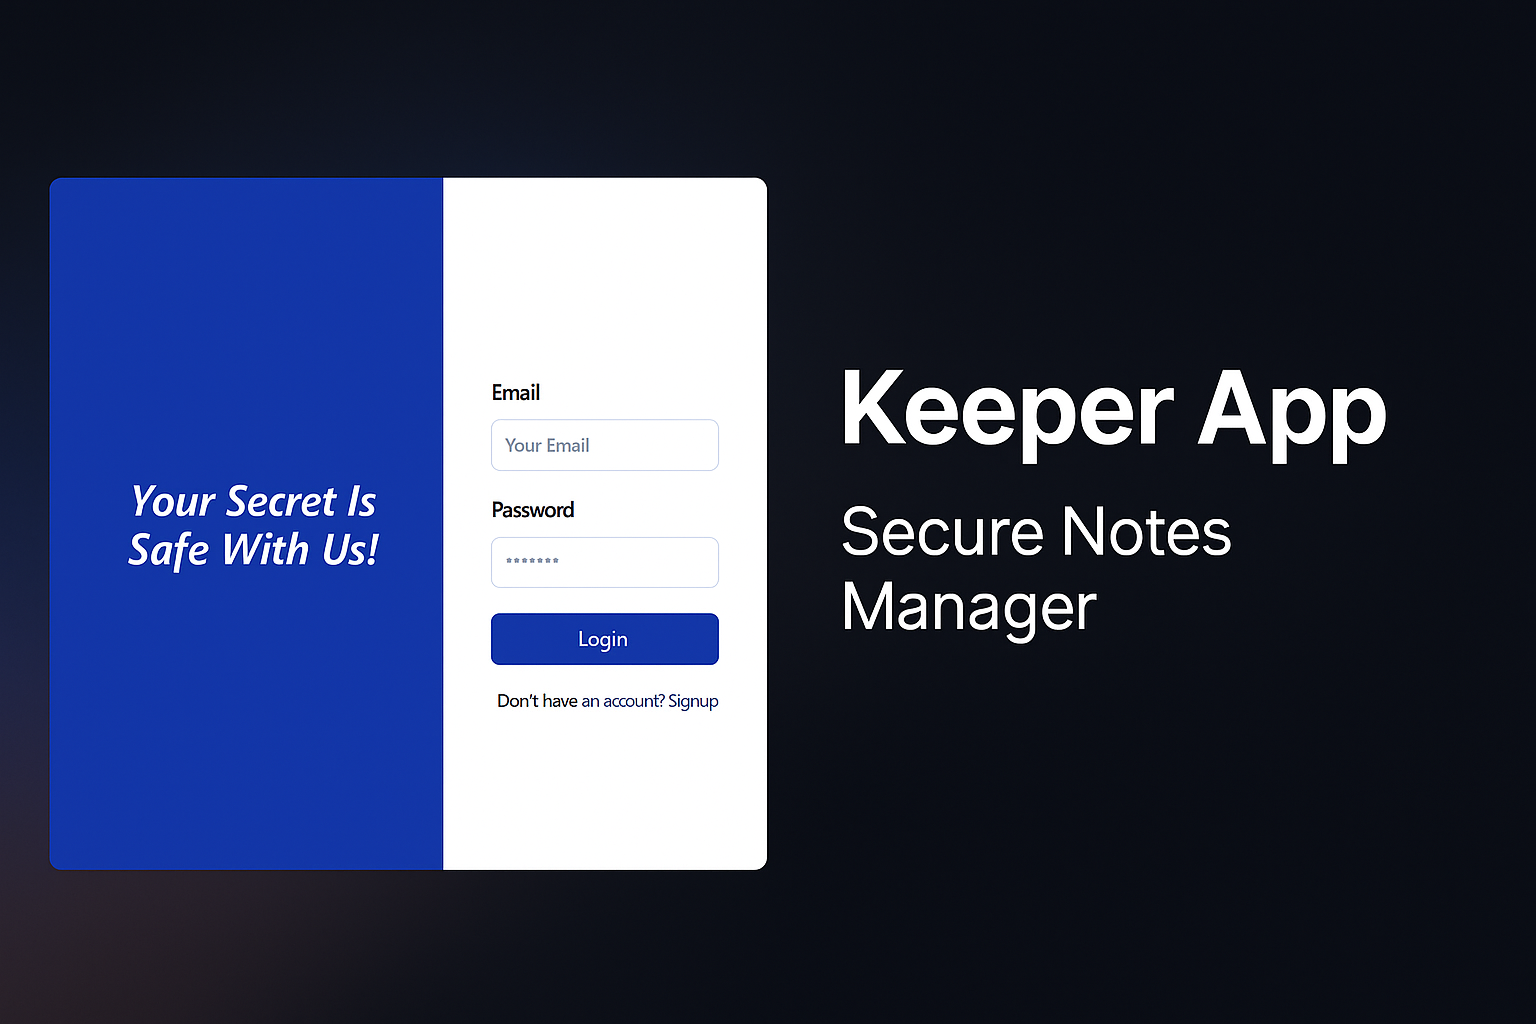 Your Secret Is
Safe With Us!
Email
Your Email
Password
*******
Login
Don't have an account? Signup
Keeper App
Secure Notes
Manager